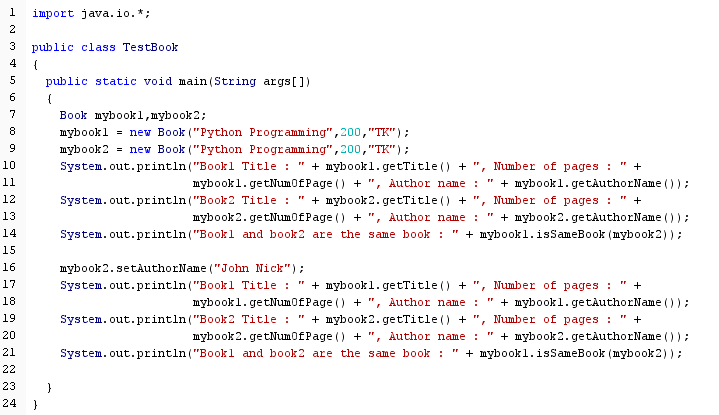 1 import java.io.*;
2
3 public class TestBook
4 {
5   public static void main(String args[])
6   {
7     Book mybook1,mybook2;
8     mybook1 = new Book("Python Programming",200,"TK");
9     mybook2 = new Book("Python Programming",200,"TK");
10     System.out.println("Book1 Title : " + mybook1.getTitle() + ", Number of pages : " +
11                        mybook1.getNumOfPage() + ", Author name : " + mybook1.getAuthorName());
12     System.out.println("Book2 Title : " + mybook2.getTitle() + ", Number of pages : " +
13                        mybook2.getNumOfPage() + ", Author name : " + mybook2.getAuthorName());
14     System.out.println("Book1 and book2 are the same book : " + mybook1.isSameBook(mybook2));
15
16     mybook2.setAuthorName("John Nick");
17     System.out.println("Book1 Title : " + mybook1.getTitle() + ", Number of pages : " +
18                        mybook1.getNumOfPage() + ", Author name : " + mybook1.getAuthorName());
19     System.out.println("Book2 Title : " + mybook2.getTitle() + ", Number of pages : " +
20                        mybook2.getNumOfPage() + ", Author name : " + mybook2.getAuthorName());
21     System.out.println("Book1 and book2 are the same book : " + mybook1.isSameBook(mybook2));
22
23   }
24 }